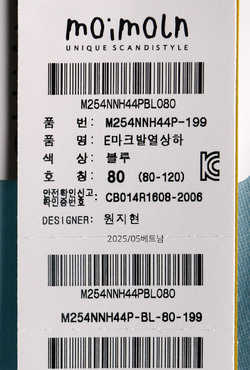 moimoln
UNIQUE SCANDISTYLE
M254NNH44PBL080
품 번: M254NNH44P-199
품 명: E마크발열상하
색 상: 블루
호 칭: 80 (80-120)
안전확인신고.
확인증번호 : CB014R1609-2006
DESIGNER: 원지현
2025/05베트남
M254NNH44PBL080
M254NNH44P-BL-80-199